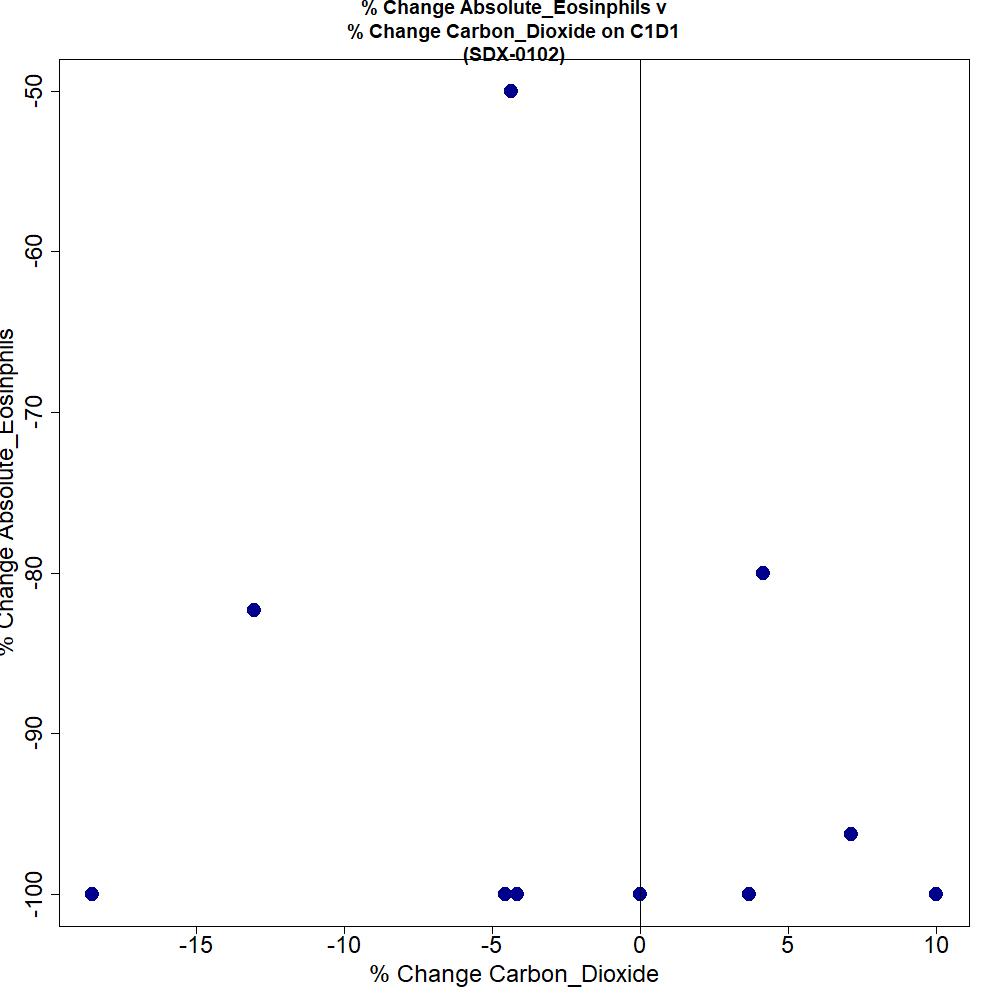 % Change Absolute_Eosinphils v
% Change Carbon_Dioxide on C1D1
(SDX-0102)
% Change Absolute_Eosinphils
-50
-60
-70
-80
-90
-100
-15
-10
-5
0
5
10
% Change Carbon_Dioxide